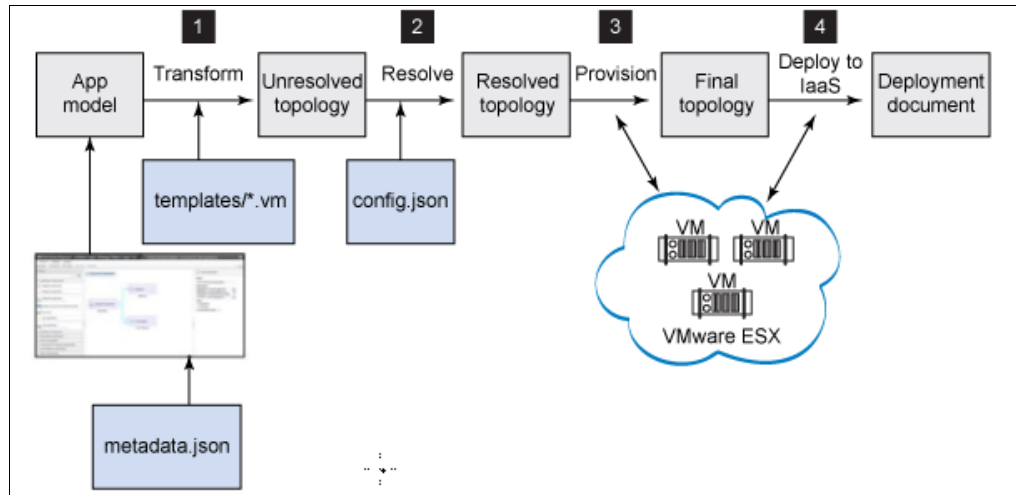 1
2
3
4
App
model
Transform
Unresolved
topology
Resolve
Resolved
topology
Provision
Final
topology
Deploy to
IaaS
Deployment
document
templates/*.vm
config.json
VM
VM
VM
VMware ESX
metadata.json